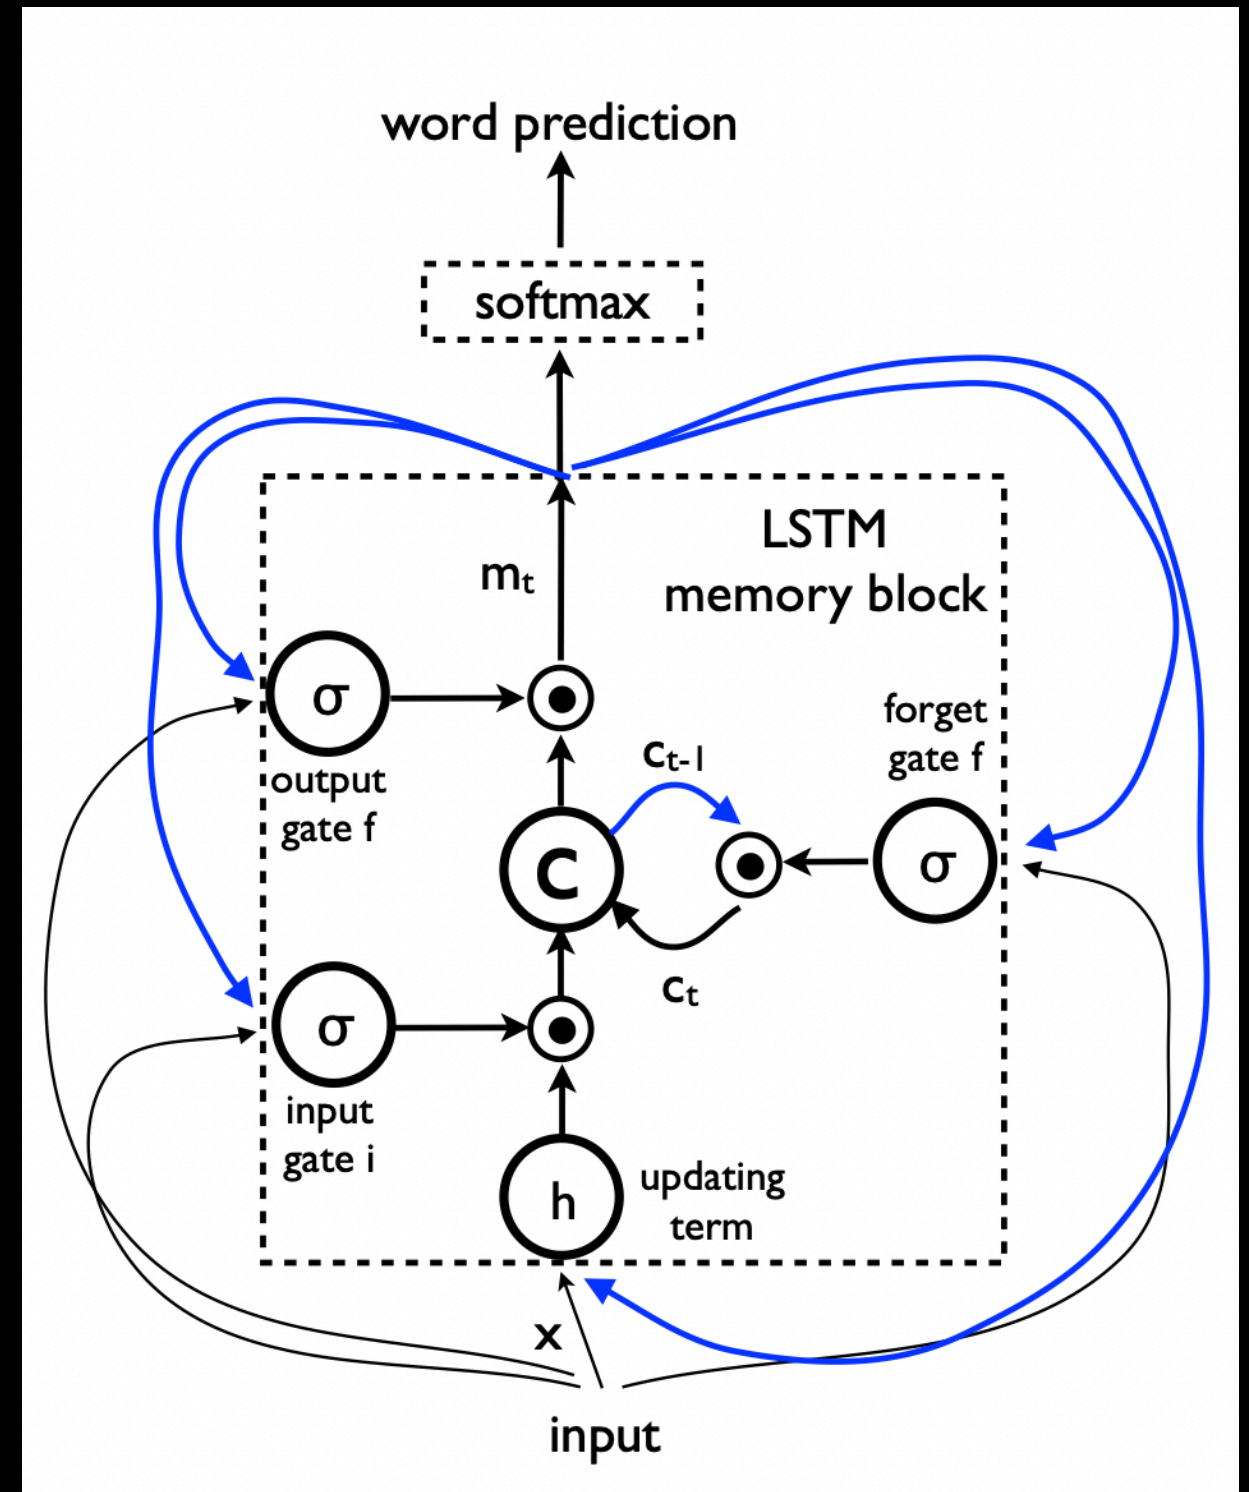 word prediction
softmax
LSTM
memory block
mt
σ
output
gate f
forget
gate f
ct-1
C
σ
ct
σ
input
gate i
h
updating
term
x
input